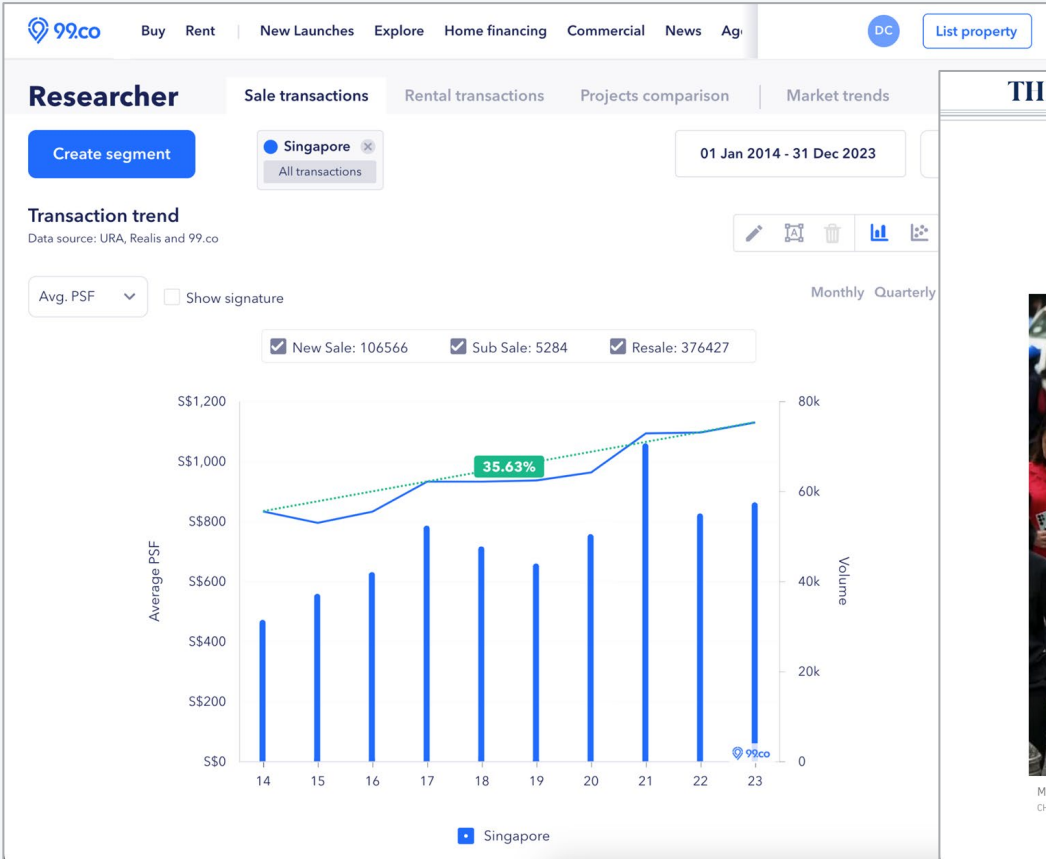 99.co Buy Rent New Launches Explore Home financing Commercial News Ag DC List property
Researcher Sale transactions Rental transactions Projects comparison Market trends
TH
Create segment
Singapore
All transactions
01 Jan 2014 - 31 Dec 2023
Transaction trend
Data source: URA, Realis and 99.co
A
Avg. PSF Show signature
Monthly Quarterly
New Sale: 106566 Sub Sale: 5284 Resale: 376427
S$1,200
S$1,000
S$800
S$600
S$400
S$200
S$0
Average PSF
35.63%
80k
60k
40k
20k
0
Volume
99.co
14 15 16 17 18 19 20 21 22 23
Singapore
M
CH